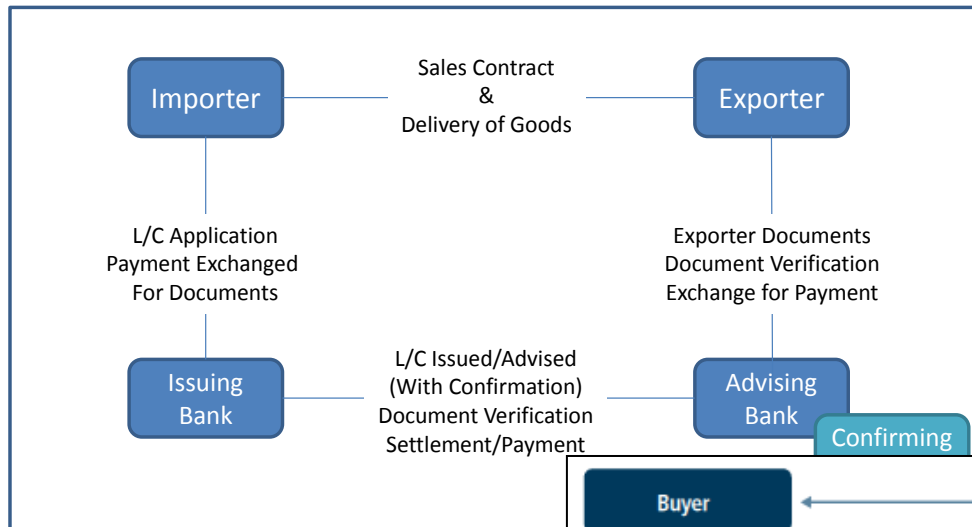 Importer
Sales Contract
&
Delivery of Goods
Exporter
L/C Application
Payment Exchanged
For Documents
Exporter Documents
Document Verification
Exchange for Payment
Issuing
Bank
L/C Issued/Advised
(With Confirmation)
Document Verification
Settlement/Payment
Advising
Bank
Confirming
Buyer